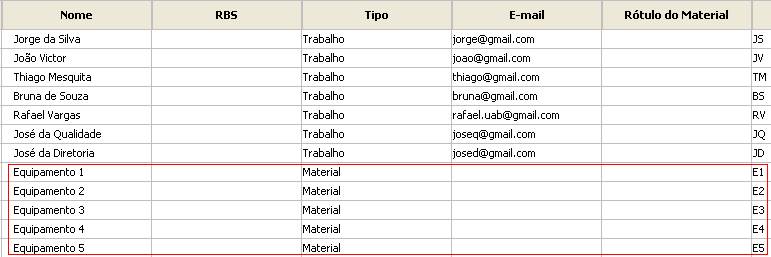 Nome RBS Tipo E-mail Rótulo do Material
Jorge da Silva Trabalho jorge@gmail.com JS
João Victor Trabalho joao@gmail.com JV
Thiago Mesquita Trabalho thiago@gmail.com TM
Bruna de Souza Trabalho bruna@gmail.com BS
Rafael Vargas Trabalho rafael.uab@gmail.com RV
José da Qualidade Trabalho joseq@gmail.com JQ
José da Diretoria Trabalho josed@gmail.com JD
Equipamento 1 Material E1
Equipamento 2 Material E2
Equipamento 3 Material E3
Equipamento 4 Material E4
Equipamento 5 Material E5